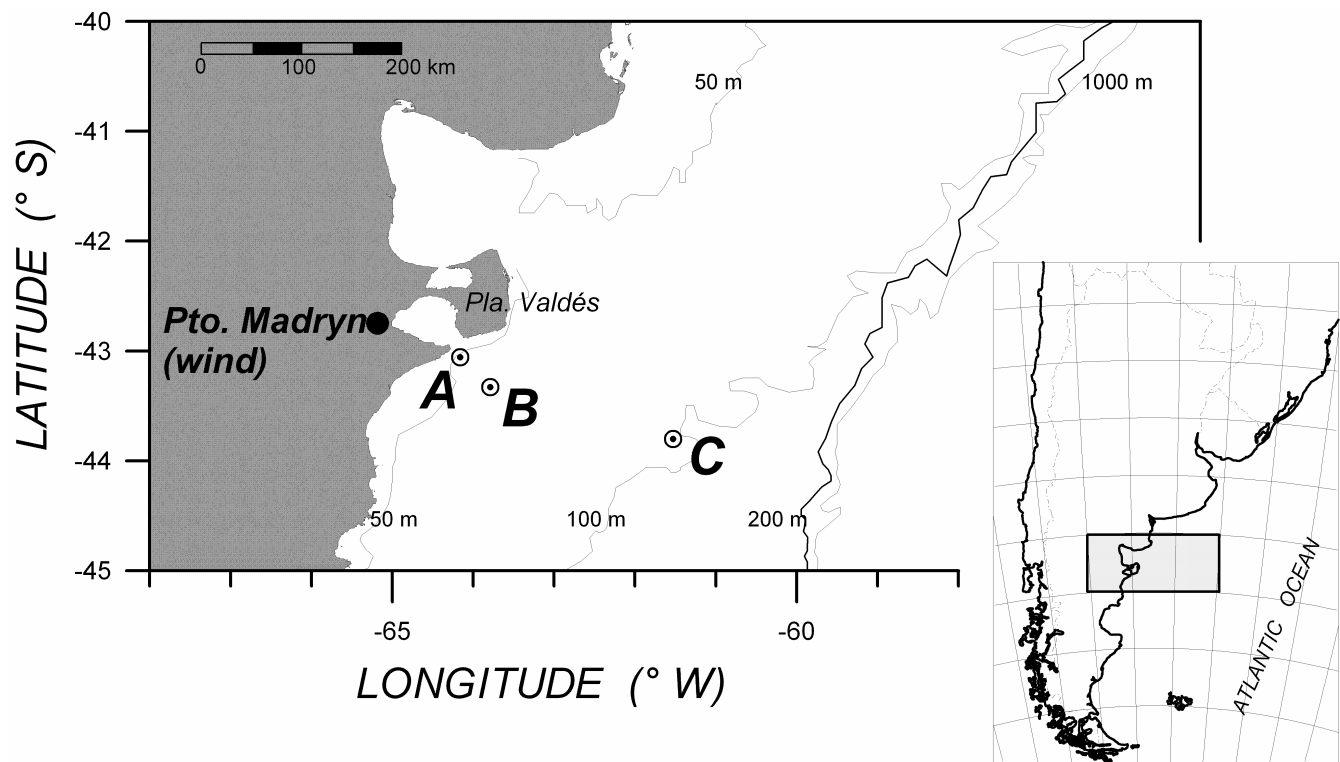 -40
0 100 200 km
50 m
1000 m
-41
-42
Pla. Valdés
Pto. Madryn
(wind)
-43
A
B
C
-44
50 m
100 m
200 m
-45
-65
-60
LATITUDE (° S)
LONGITUDE (° W)
ATLANTIC OCEAN